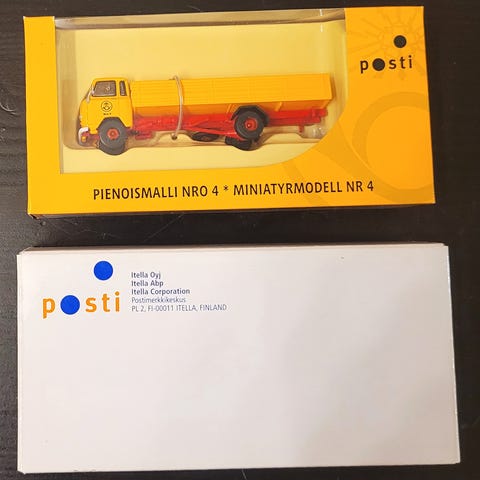 posti
PIENOISMALLI NRO 4 * MINIATYRMODELL NR 4
posti
Itella Oyj
Itella Abp
Itella Corporation
Postimerkkikeskus
PL 2, FI-00011 ITELLA, FINLAND